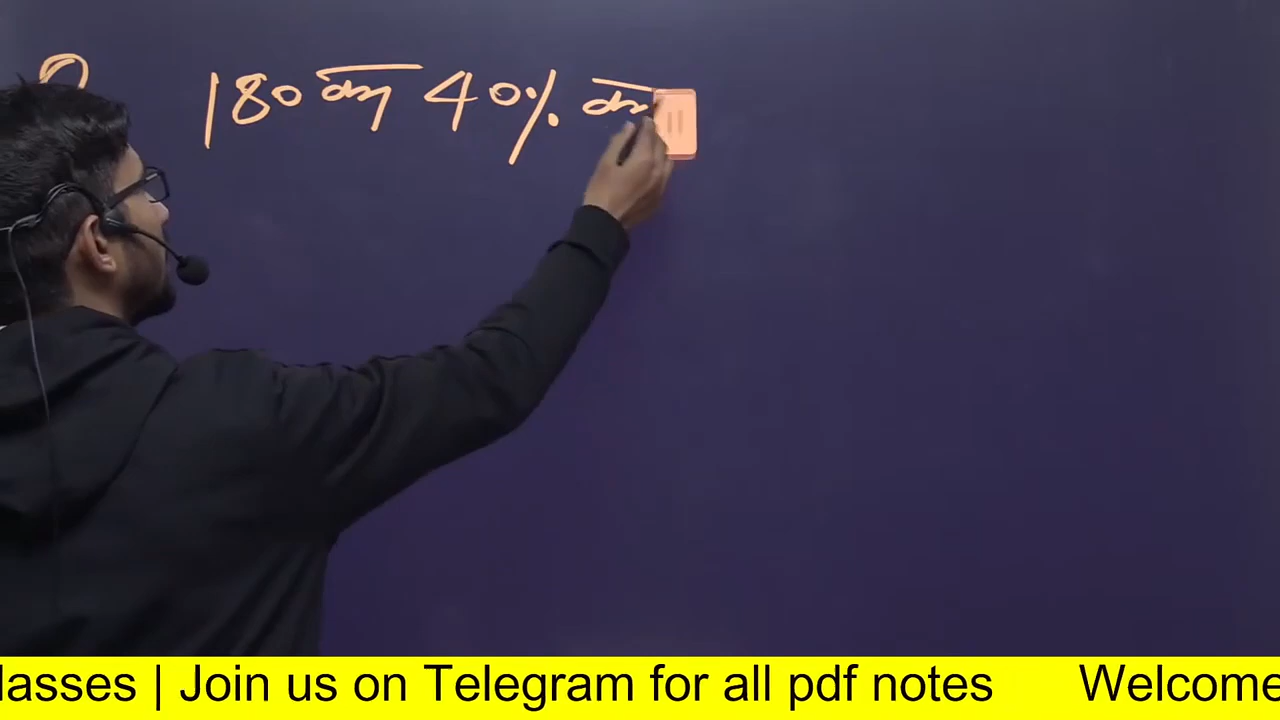 180 का 40% का
lasses | Join us on Telegram for all pdf notes Welcome